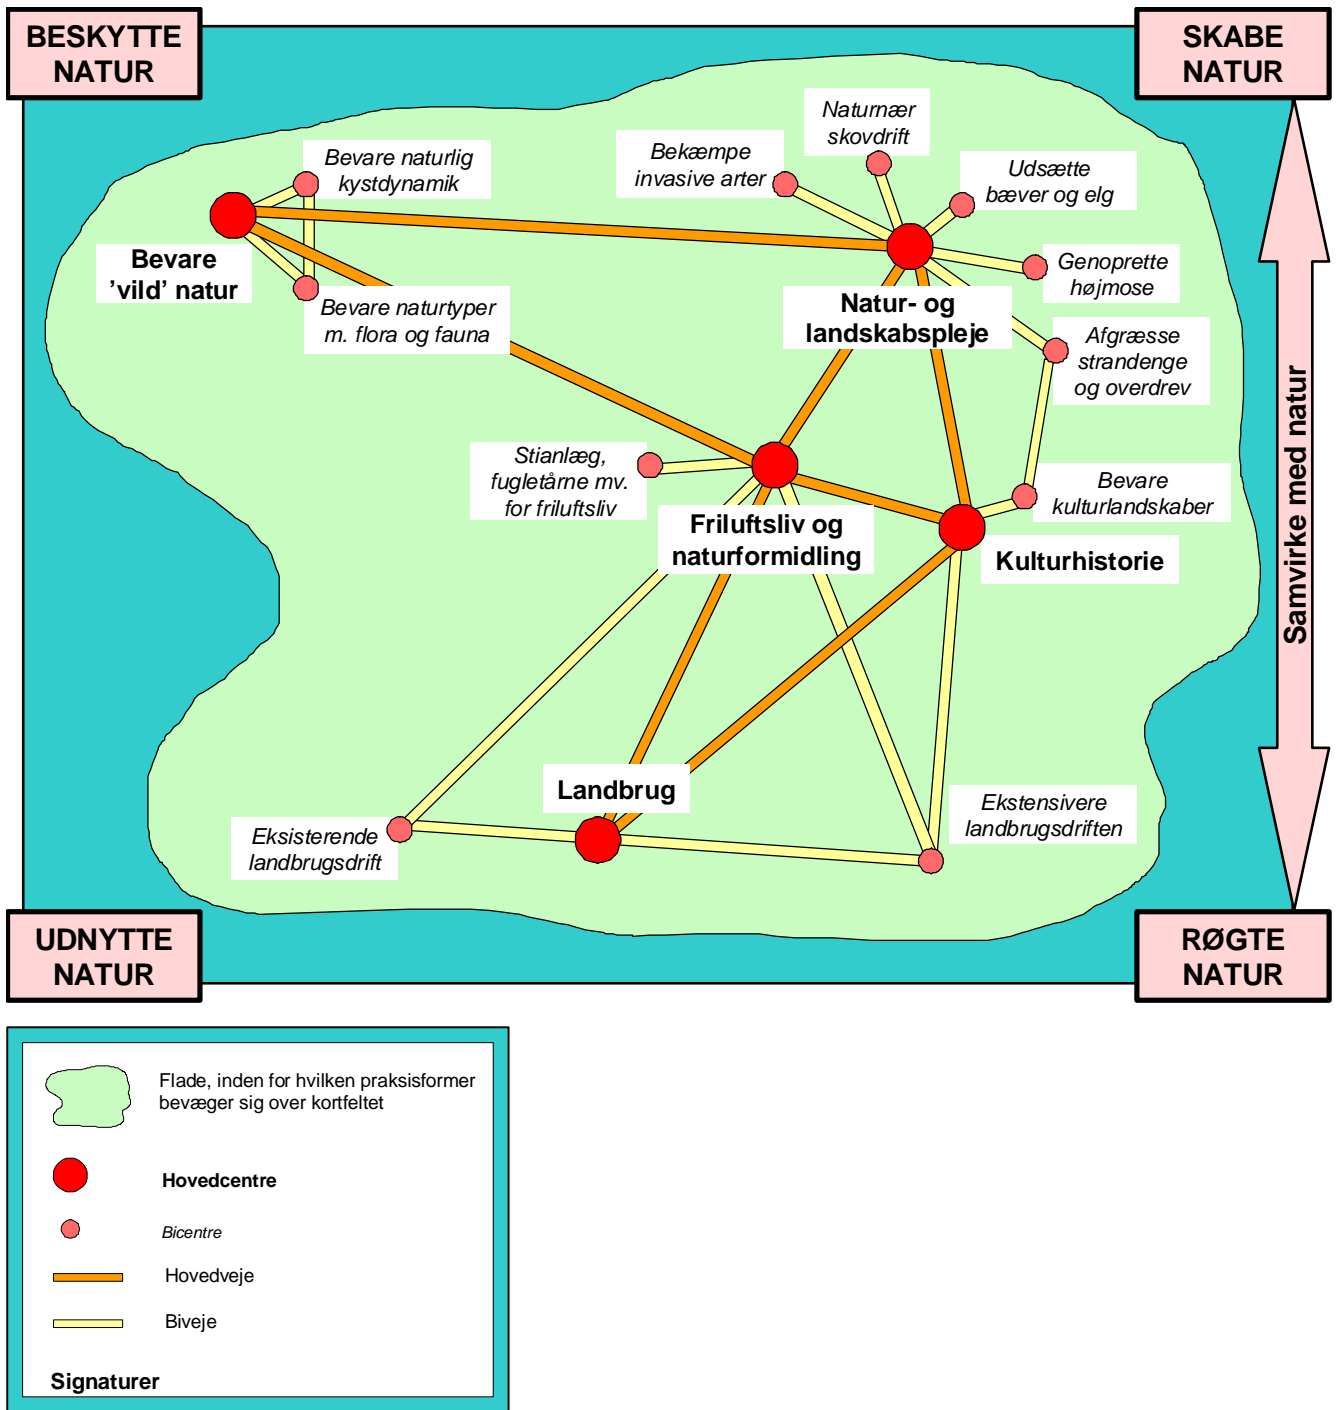 BESKYTTE
NATUR
SKABE
NATUR
Naturnær
skovdrift
Bevare naturlig
kystdynamik
Bekæmpe
invasive arter
Udsætte
bæver og elg
Bevare
’vild’ natur
Genoprette
højmose
Bevare naturtyper
m. flora og fauna
Natur- og
landskabspleje
Afgræsse
strandenge
og overdrev
Samvirke med natur
Stianlæg,
fugletårne mv.
for friluftsliv
Bevare
kulturlandskaber
Friluftsliv og
naturformidling
Kulturhistorie
Landbrug
Ekstensivere
landbrugsdriften
Eksisterende
landbrugsdrift
UDNYTTE
NATUR
RØGTE
NATUR
Flade, inden for hvilken praksisformer
bevæger sig over kortfeltet
Hovedcentre
Bicentre
Hovedveje
Biveje
Signaturer